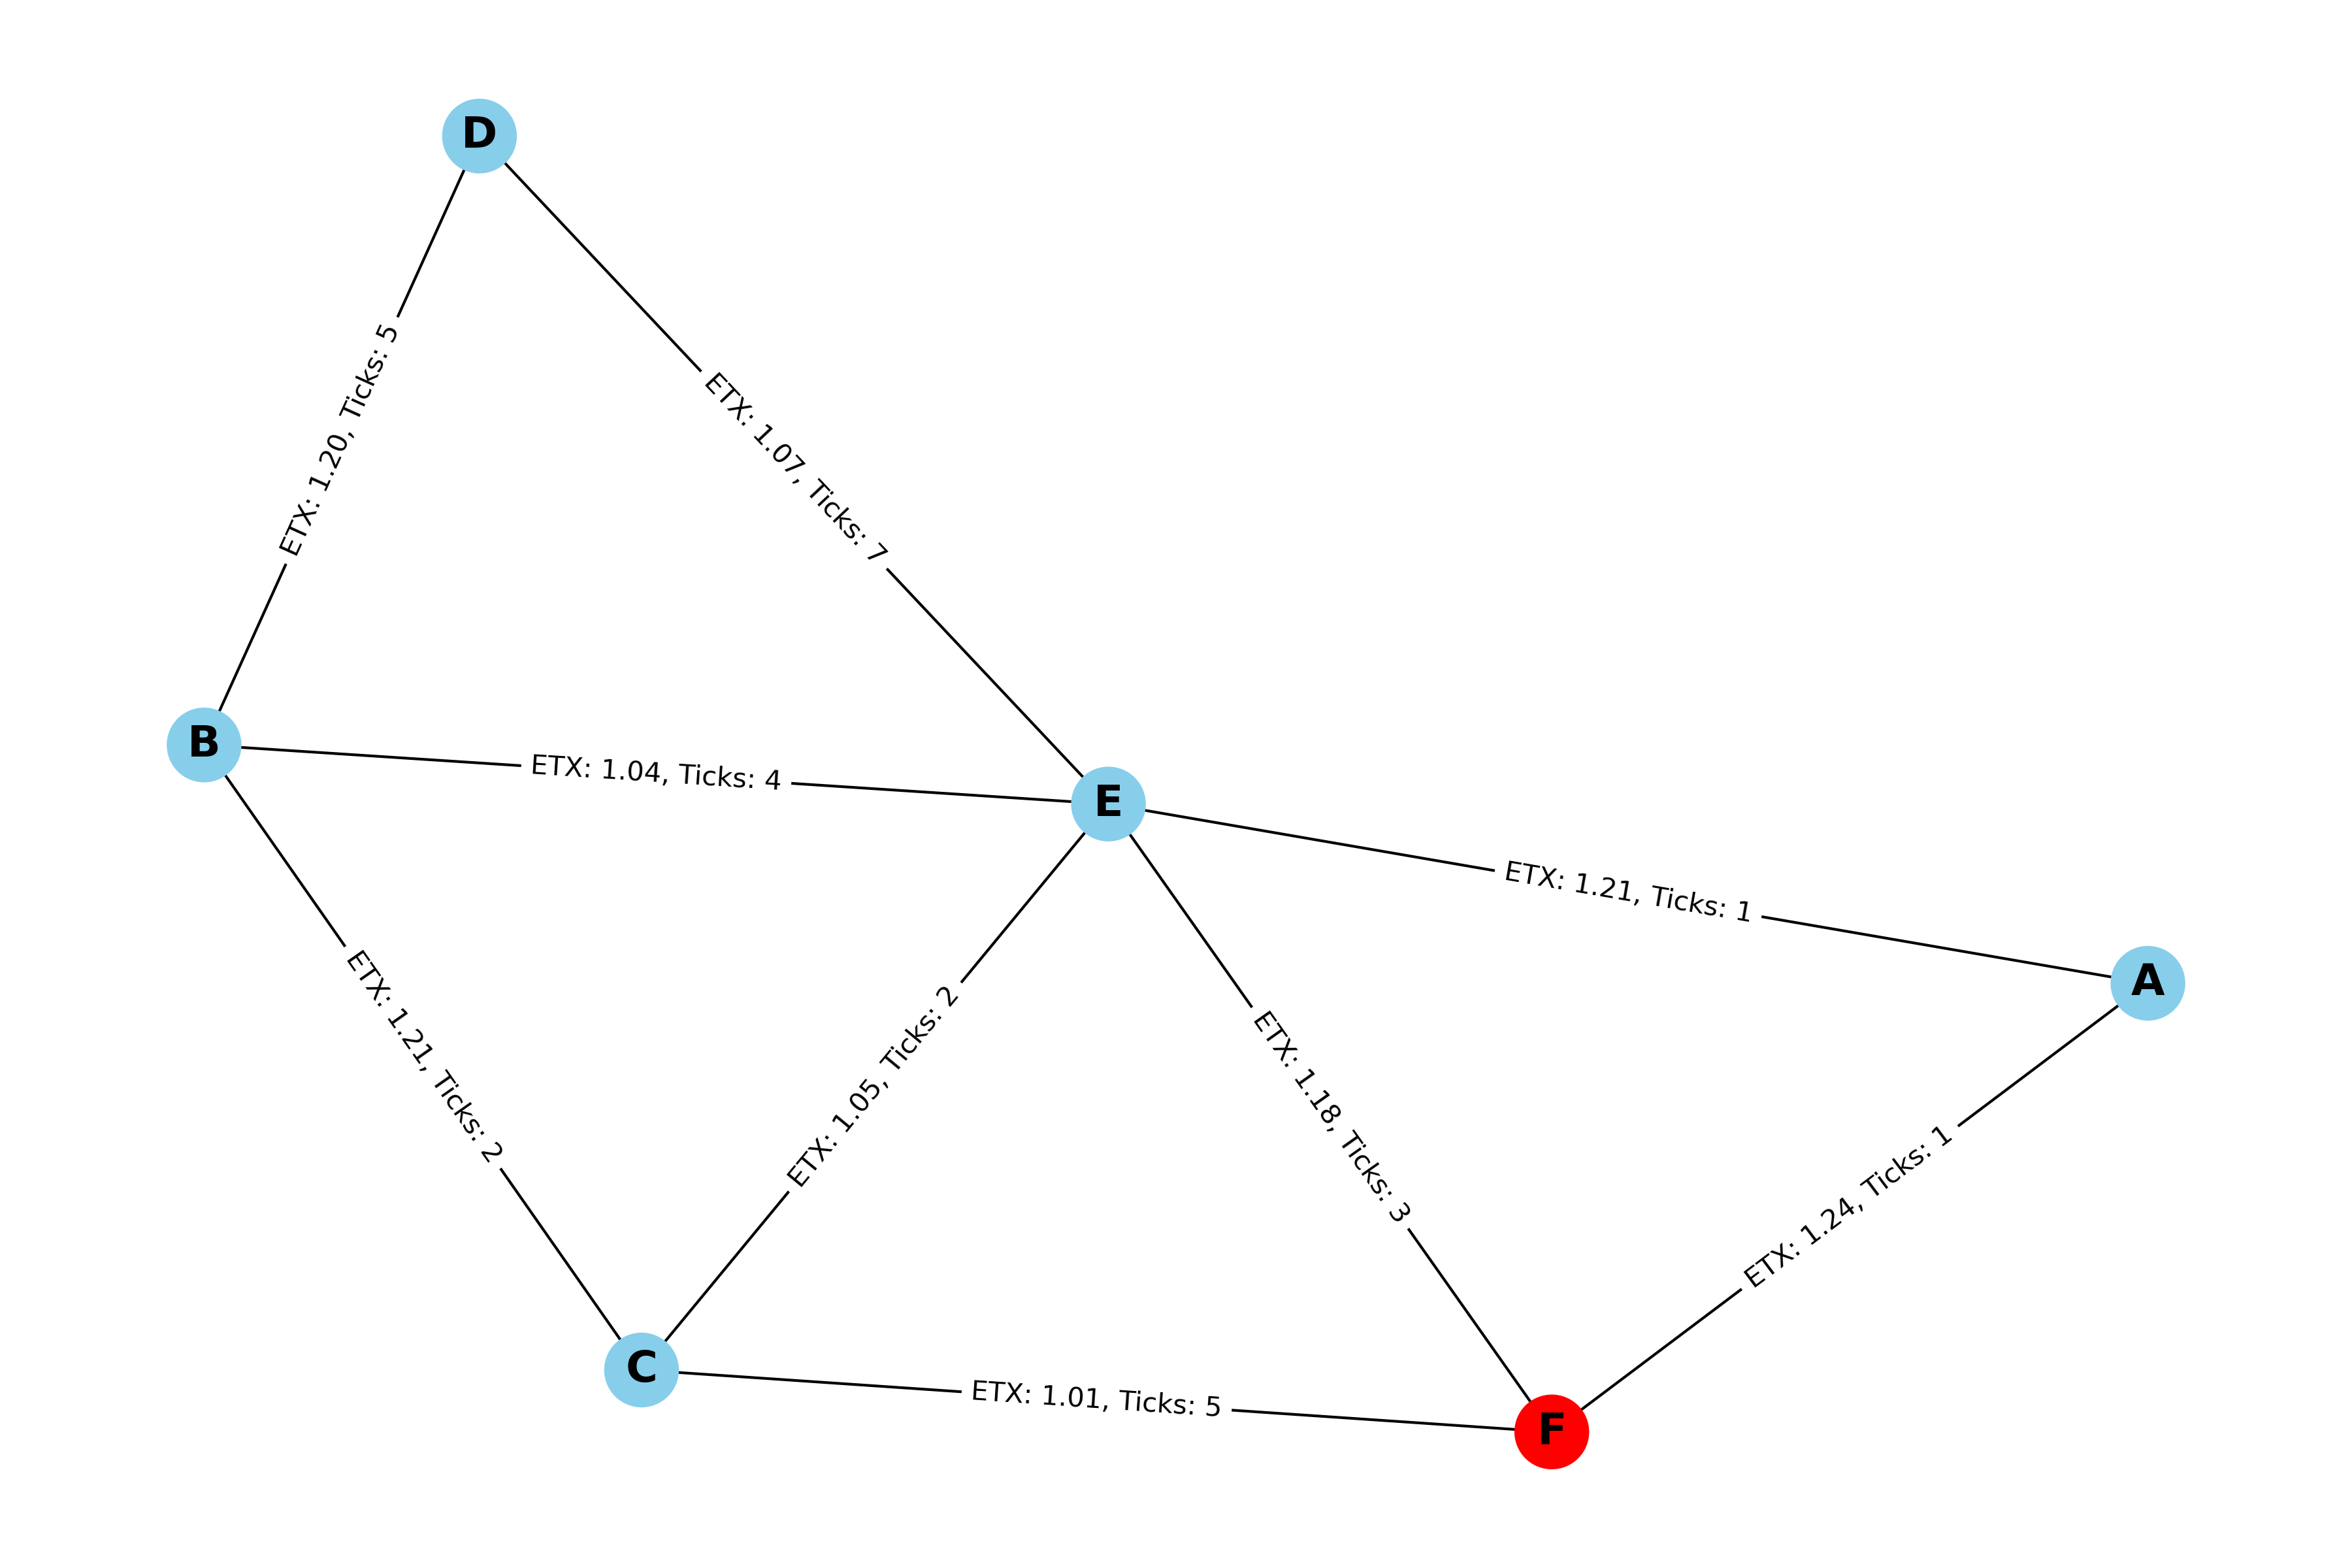 D
ETX: 1.20, Ticks: 5
ETX: 1.07, Ticks: 7
B
ETX: 1.04, Ticks: 4
E
ETX: 1.21, Ticks: 1
A
ETX: 1.21, Ticks: 2
ETX: 1.05, Ticks: 2
ETX: 1.18, Ticks: 3
ETX: 1.24, Ticks: 1
C
ETX: 1.01, Ticks: 5
F